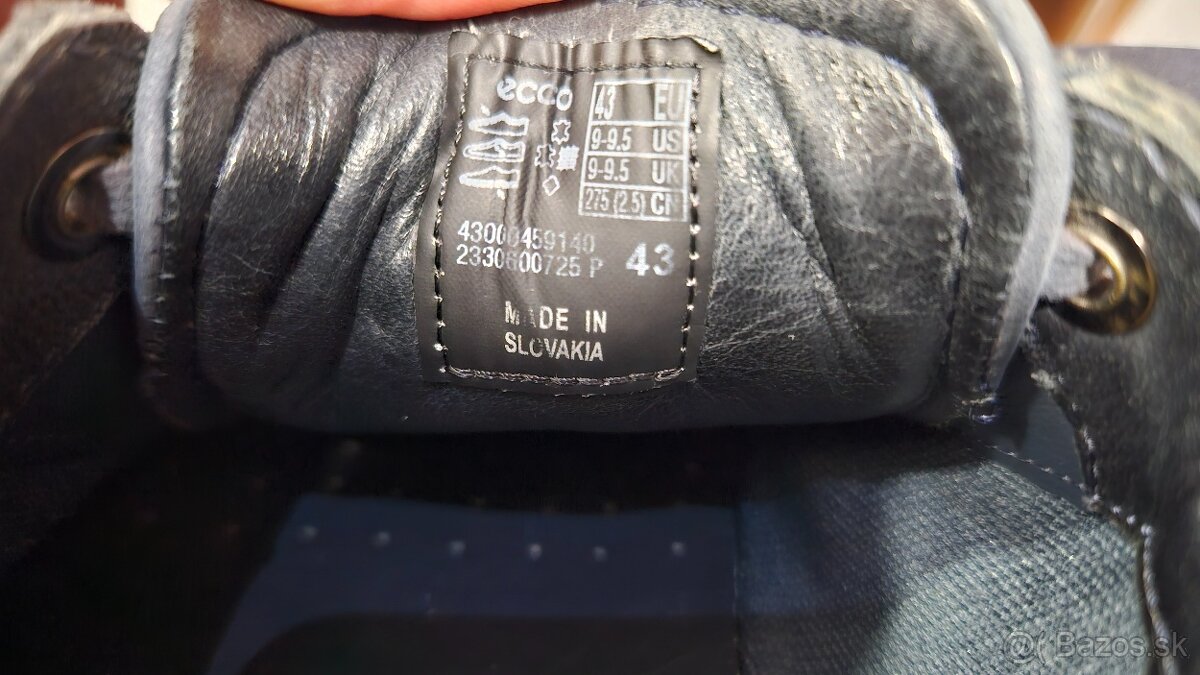 ecco
43 EU
9-9.5 US
9-9.5 UK
275 (2.5) CN
43000459140
2330600725 P 43
MADE IN
SLOVAKIA
Bazos.sk